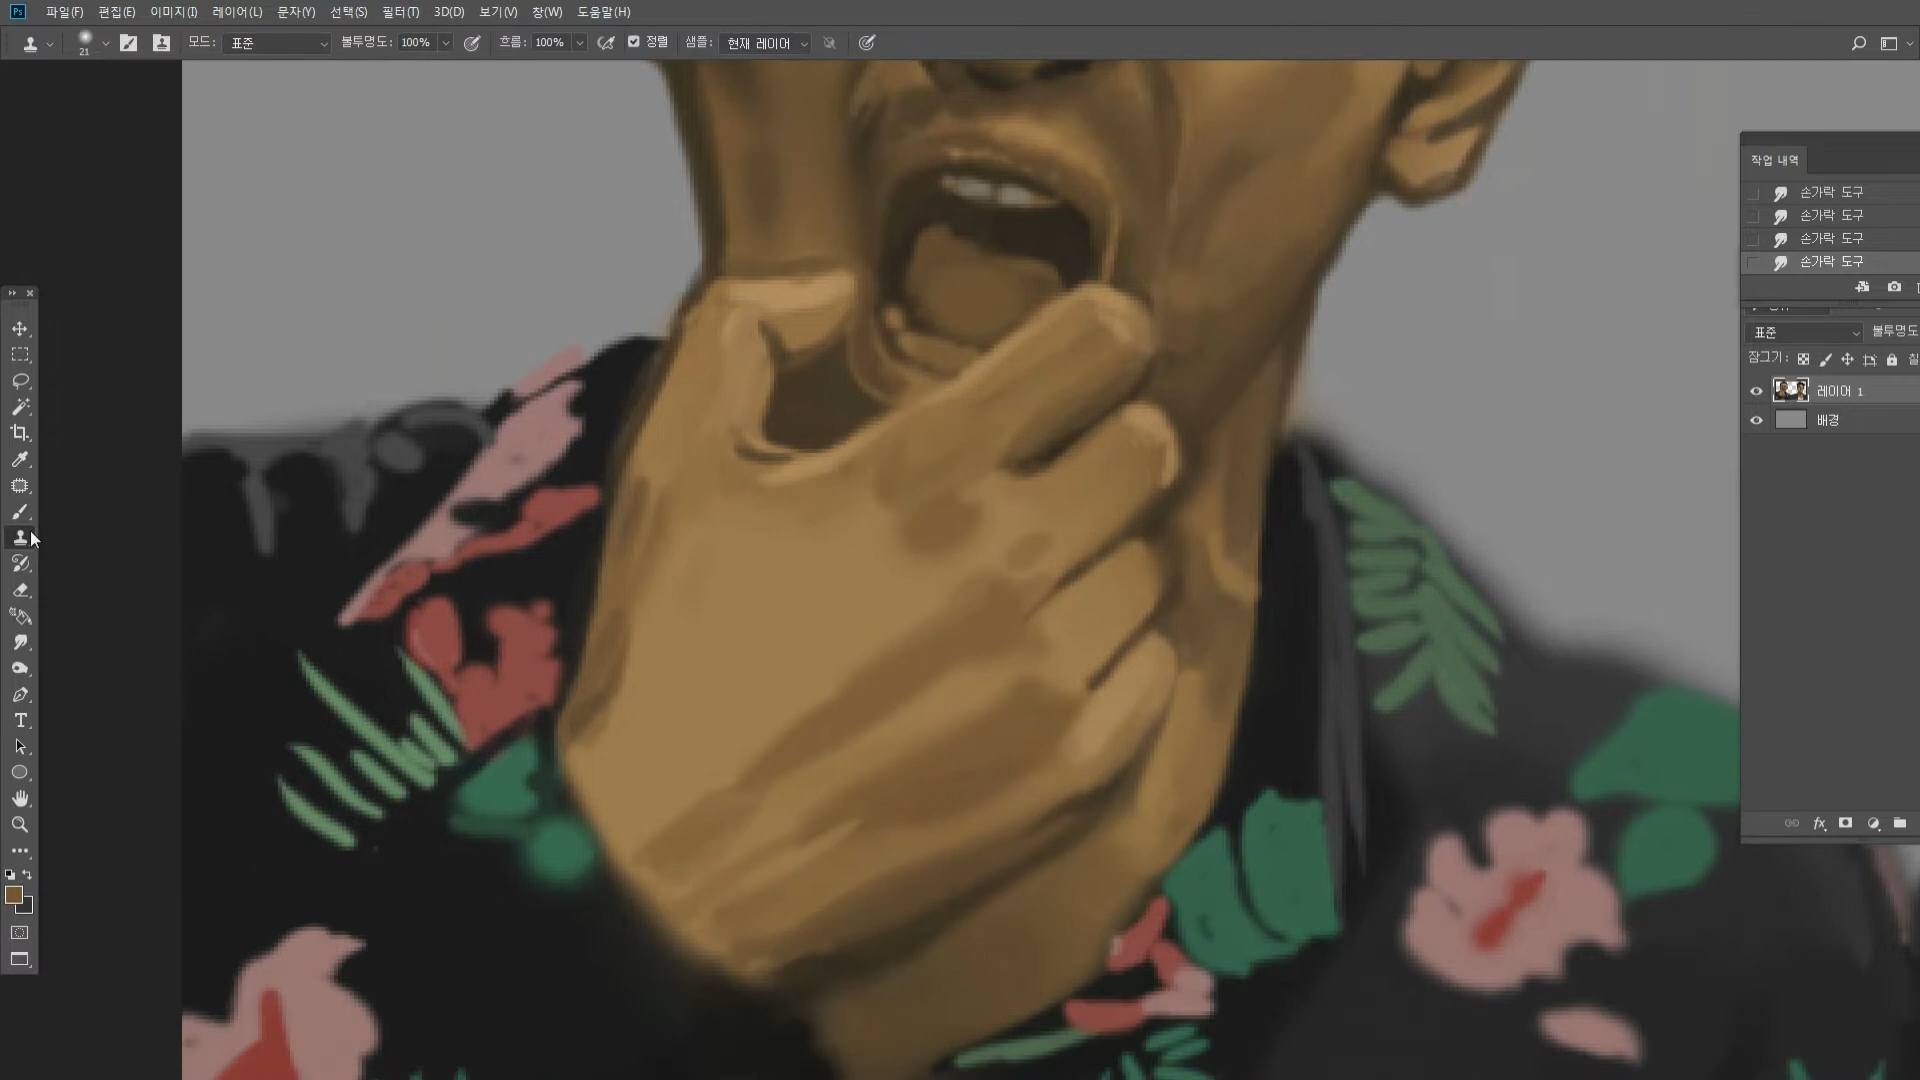 Ps 파일(F) 편집(E) 이미지(I) 레이어(L) 문자(Y) 선택(S) 필터(T) 3D(D) 보기(V) 창(W) 도움말(H)
21 모드: 표준 불투명도: 100% 흐름: 100% 정렬 샘플: 현재 레이어
작업 내역
손가락 도구
손가락 도구
손가락 도구
손가락 도구
표준 불투명도
잠그기: 칠
레이어 1
배경
T
fx